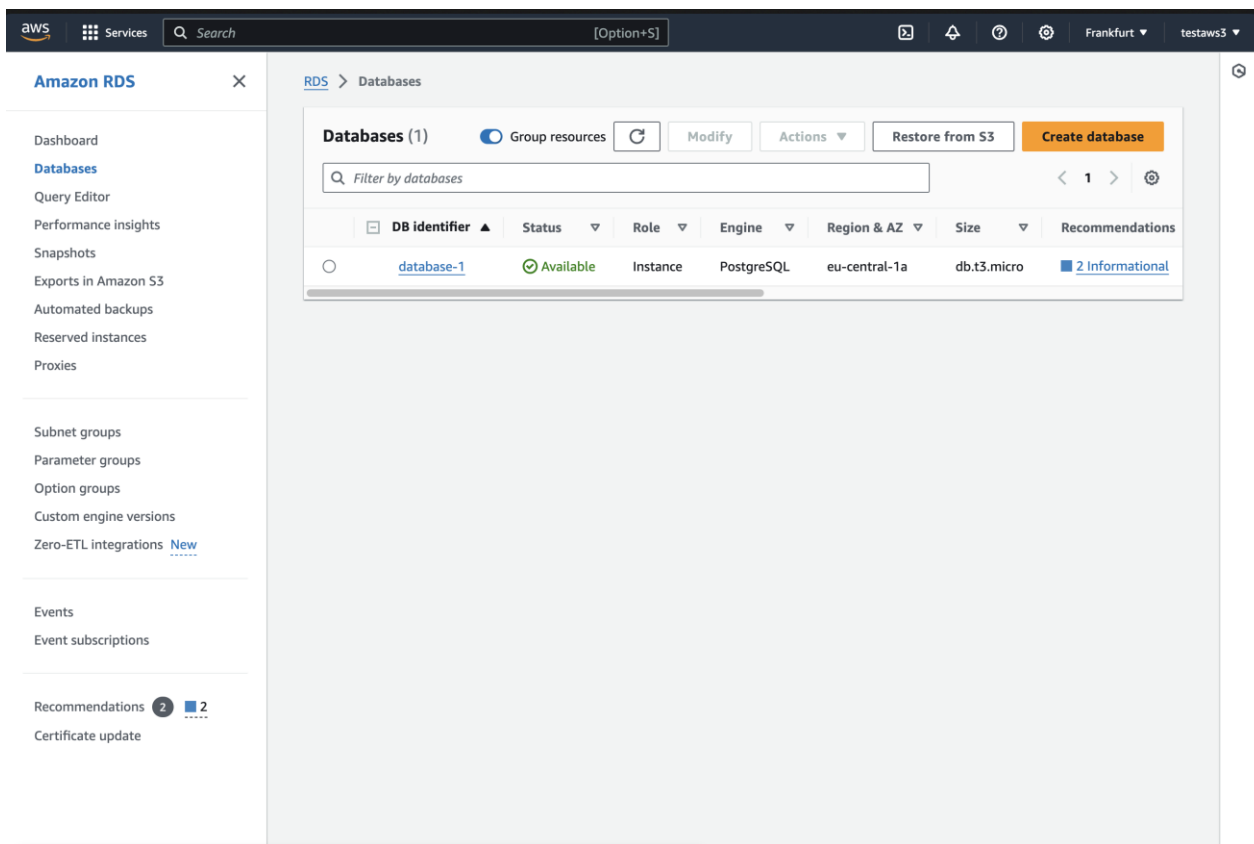 aws Services Search [Option+S] Frankfurt testaws3
Amazon RDS
Dashboard
Databases
Query Editor
Performance insights
Snapshots
Exports in Amazon S3
Automated backups
Reserved instances
Proxies
Subnet groups
Parameter groups
Option groups
Custom engine versions
Zero-ETL integrations New
Events
Event subscriptions
Recommendations 2 2
Certificate update
RDS > Databases
Databases (1) Group resources Modify Actions Restore from S3 Create database
Filter by databases 1
DB identifier Status Role Engine Region & AZ Size Recommendations
database-1 Available Instance PostgreSQL eu-central-1a db.t3.micro 2 Informational